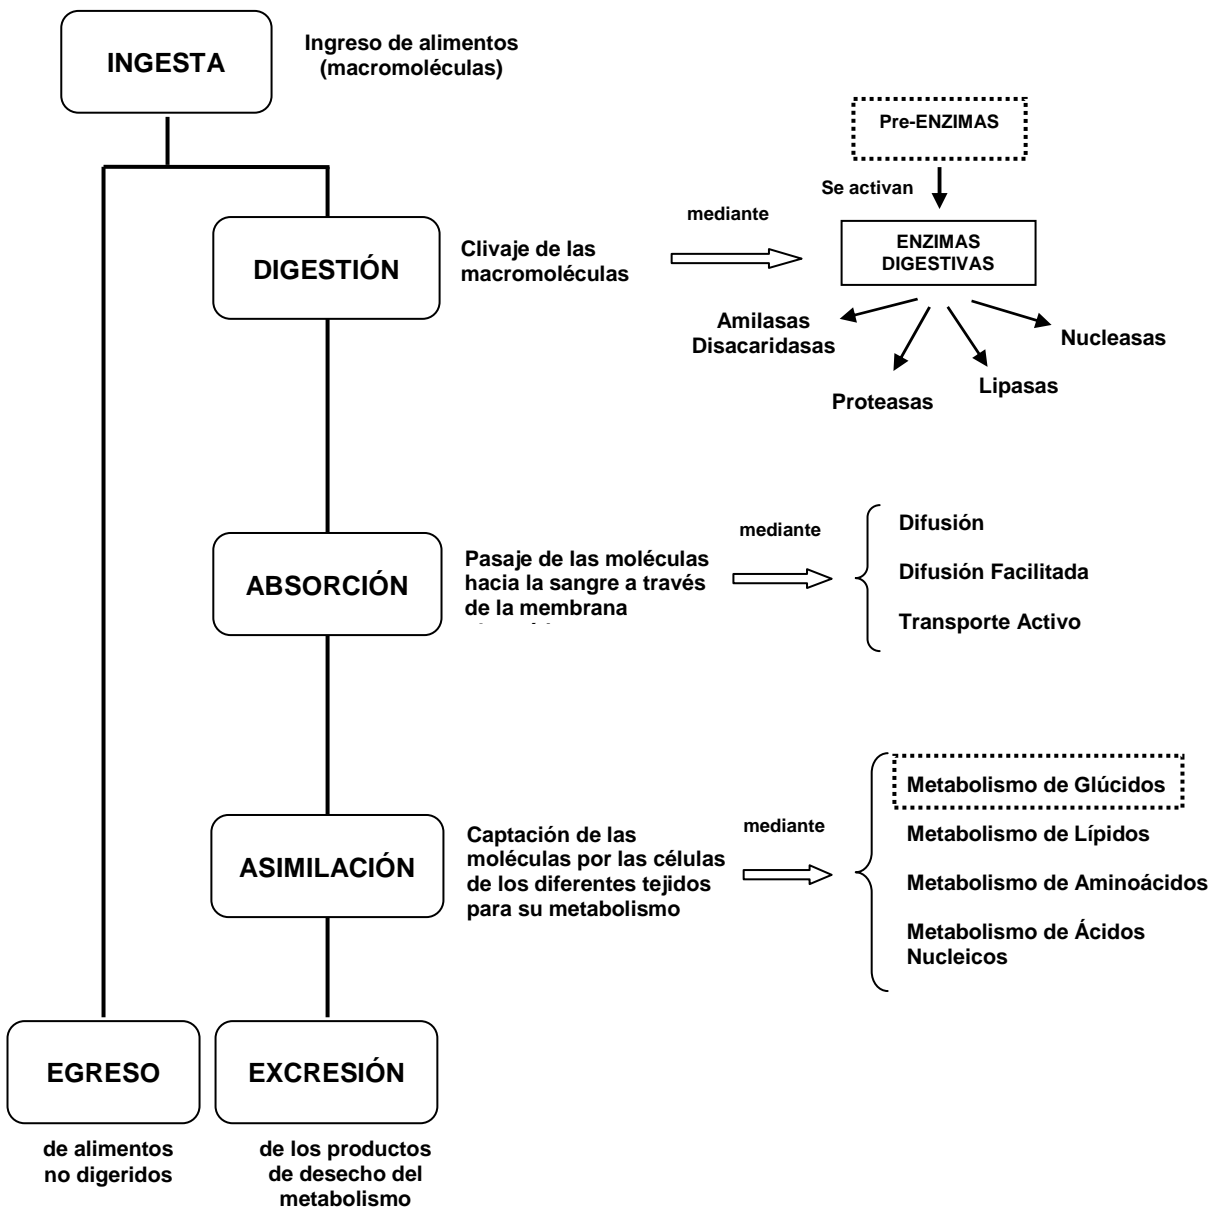 INGESTA
Ingreso de alimentos
(macromoléculas)
Pre-ENZIMAS
Se activan
mediante
ENZIMAS
DIGESTIVAS
DIGESTIÓN
Clivaje de las
macromoléculas
Amilasas
Disacaridasas
Nucleasas
Proteasas
Lipasas
ABSORCIÓN
Pasaje de las moléculas
hacia la sangre a través
de la membrana
mediante
Difusión
Difusión Facilitada
Transporte Activo
ASIMILACIÓN
Captación de las
moléculas por las células
de los diferentes tejidos
para su metabolismo
mediante
Metabolismo de Glúcidos
Metabolismo de Lípidos
Metabolismo de Aminoácidos
Metabolismo de Ácidos
Nucleicos
EGRESO
de alimentos
no digeridos
EXCRESIÓN
de los productos
de desecho del
metabolismo